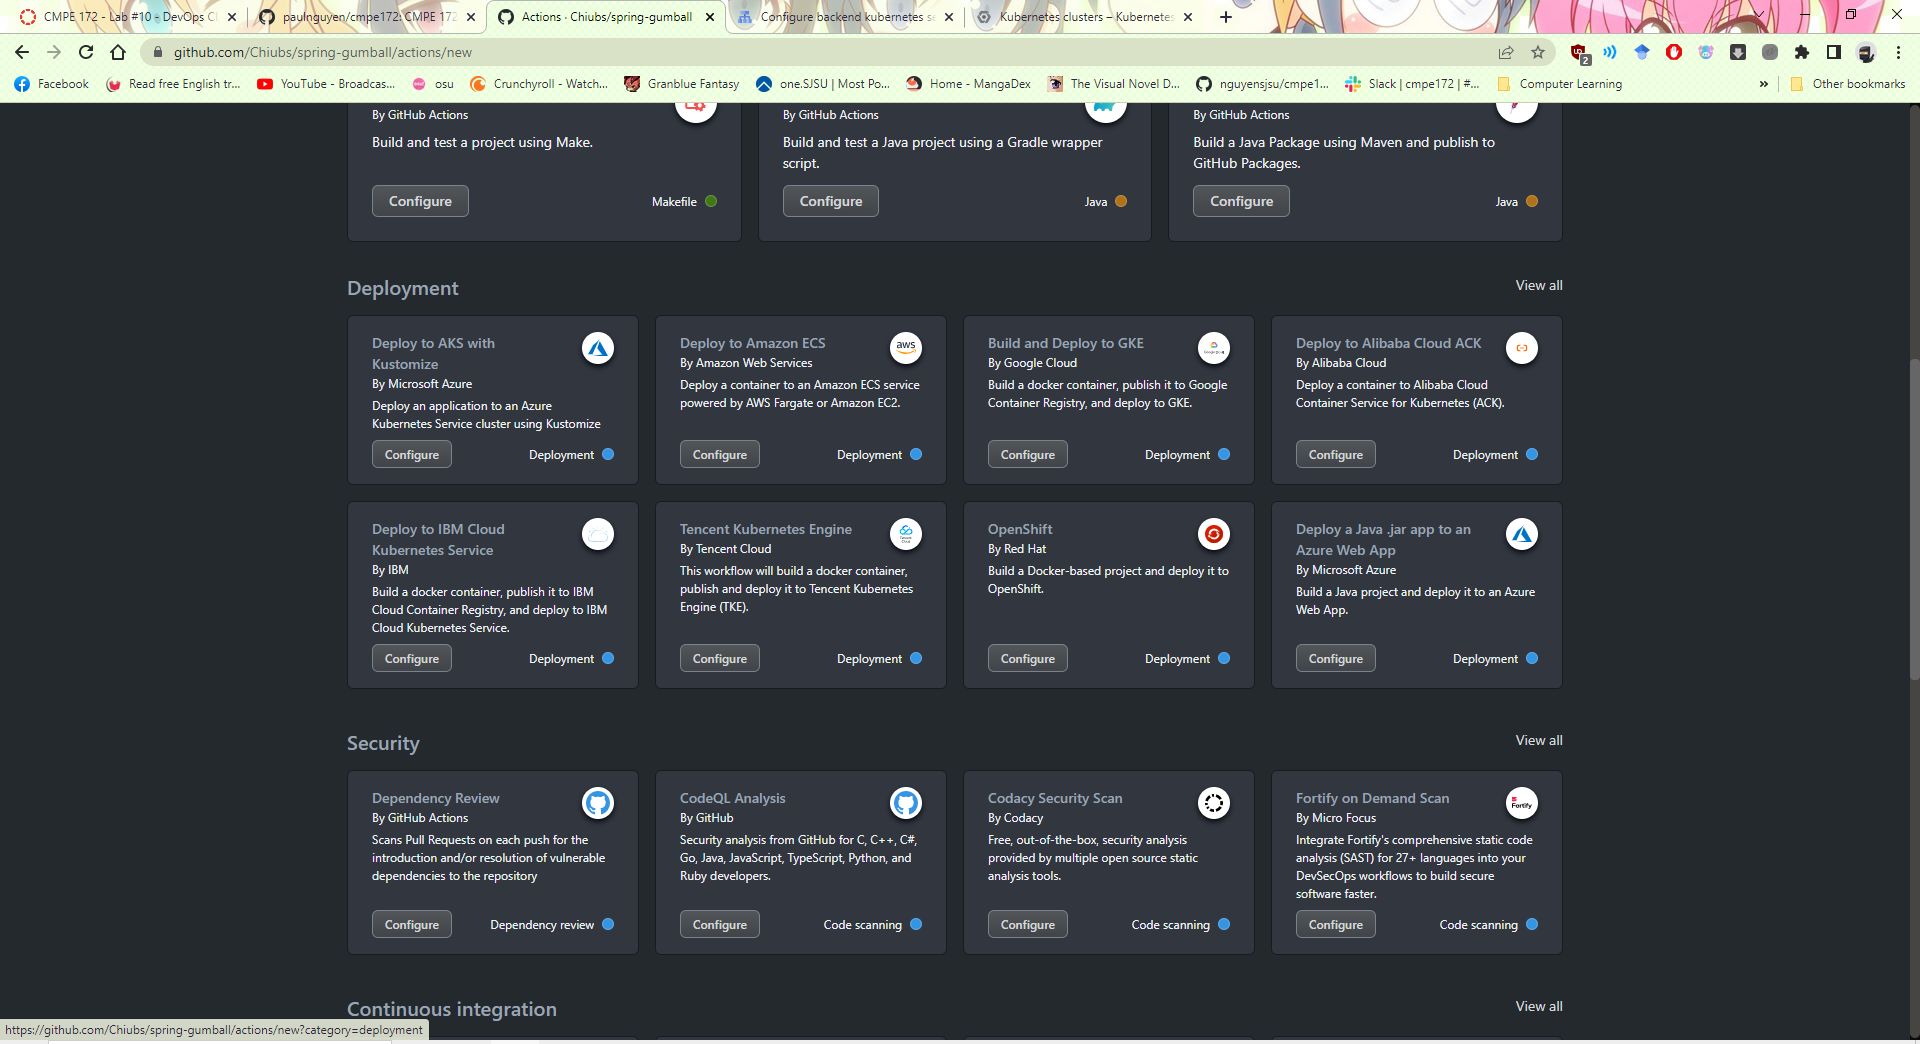 CMPE 172 - Lab #10 - DevOps C
paulnguyen/cmpe172: CMPE 172
Actions · Chiubs/spring-gumball
Configure backend kubernetes se
Kubernetes clusters – Kubernetes
github.com/Chiubs/spring-gumball/actions/new
2
Facebook
Read free English tr...
YouTube - Broadcas...
osu
Crunchyroll - Watch...
Granblue Fantasy
one.SJSU | Most Po...
Home - MangaDex
The Visual Novel D...
nguyensjsu/cmpe1...
Slack | cmpe172 | #...
Computer Learning
»
Other bookmarks
By GitHub Actions
Build and test a project using Make.
Configure
Makefile
By GitHub Actions
Build and test a Java project using a Gradle wrapper
script.
Configure
Java
By GitHub Actions
Build a Java Package using Maven and publish to
GitHub Packages.
Configure
Java
Deployment
View all
Deploy to AKS with
Kustomize
By Microsoft Azure
Deploy an application to an Azure
Kubernetes Service cluster using Kustomize
Configure
Deployment
Deploy to Amazon ECS
aws
By Amazon Web Services
Deploy a container to an Amazon ECS service
powered by AWS Fargate or Amazon EC2.
Configure
Deployment
Build and Deploy to GKE
By Google Cloud
Build a docker container, publish it to Google
Container Registry, and deploy to GKE.
Configure
Deployment
Deploy to Alibaba Cloud ACK
By Alibaba Cloud
Deploy a container to Alibaba Cloud
Container Service for Kubernetes (ACK).
Configure
Deployment
Deploy to IBM Cloud
Kubernetes Service
By IBM
Build a docker container, publish it to IBM
Cloud Container Registry, and deploy to IBM
Cloud Kubernetes Service.
Configure
Deployment
Tencent Kubernetes Engine
By Tencent Cloud
This workflow will build a docker container,
publish and deploy it to Tencent Kubernetes
Engine (TKE).
Configure
Deployment
OpenShift
By Red Hat
Build a Docker-based project and deploy it to
OpenShift.
Configure
Deployment
Deploy a Java .jar app to an
Azure Web App
By Microsoft Azure
Build a Java project and deploy it to an Azure
Web App.
Configure
Deployment
Security
View all
Dependency Review
By GitHub Actions
Scans Pull Requests on each push for the
introduction and/or resolution of vulnerable
dependencies to the repository
Configure
Dependency review
CodeQL Analysis
By GitHub
Security analysis from GitHub for C, C++, C#,
Go, Java, JavaScript, TypeScript, Python, and
Ruby developers.
Configure
Code scanning
Codacy Security Scan
By Codacy
Free, out-of-the-box, security analysis
provided by multiple open source static
analysis tools.
Configure
Code scanning
Fortify on Demand Scan
Fortify
By Micro Focus
Integrate Fortify's comprehensive static code
analysis (SAST) for 27+ languages into your
DevSecOps workflows to build secure
software faster.
Configure
Code scanning
Continuous integration
View all
https://github.com/Chiubs/spring-gumball/actions/new?category=deployment